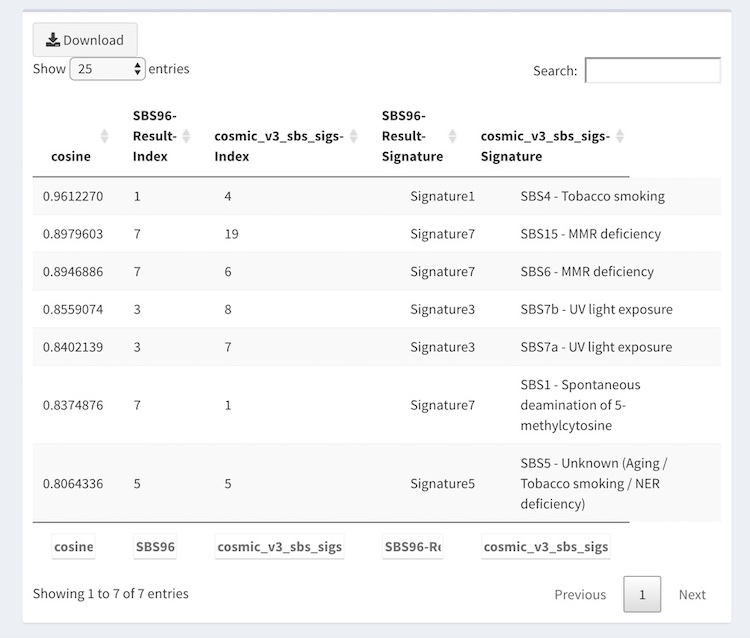 Download
Show 25 entries
Search:
cosine
SBS96-
Result-
Index
cosmic_v3_sbs_sigs-
Index
SBS96-
Result-
Signature
cosmic_v3_sbs_sigs-
Signature
0.9612270 1 4 Signature1 SBS4 - Tobacco smoking
0.8979603 7 19 Signature7 SBS15 - MMR deficiency
0.8946886 7 6 Signature7 SBS6 - MMR deficiency
0.8559074 3 8 Signature3 SBS7b - UV light exposure
0.8402139 3 7 Signature3 SBS7a - UV light exposure
0.8374876 7 1 Signature7 SBS1 - Spontaneous
deamination of 5-
methylcytosine
0.8064336 5 5 Signature5 SBS5 - Unknown (Aging /
Tobacco smoking / NER
deficiency)
cosine SBS96 cosmic_v3_sbs_sigs SBS96-Re cosmic_v3_sbs_sigs
Showing 1 to 7 of 7 entries
Previous 1 Next